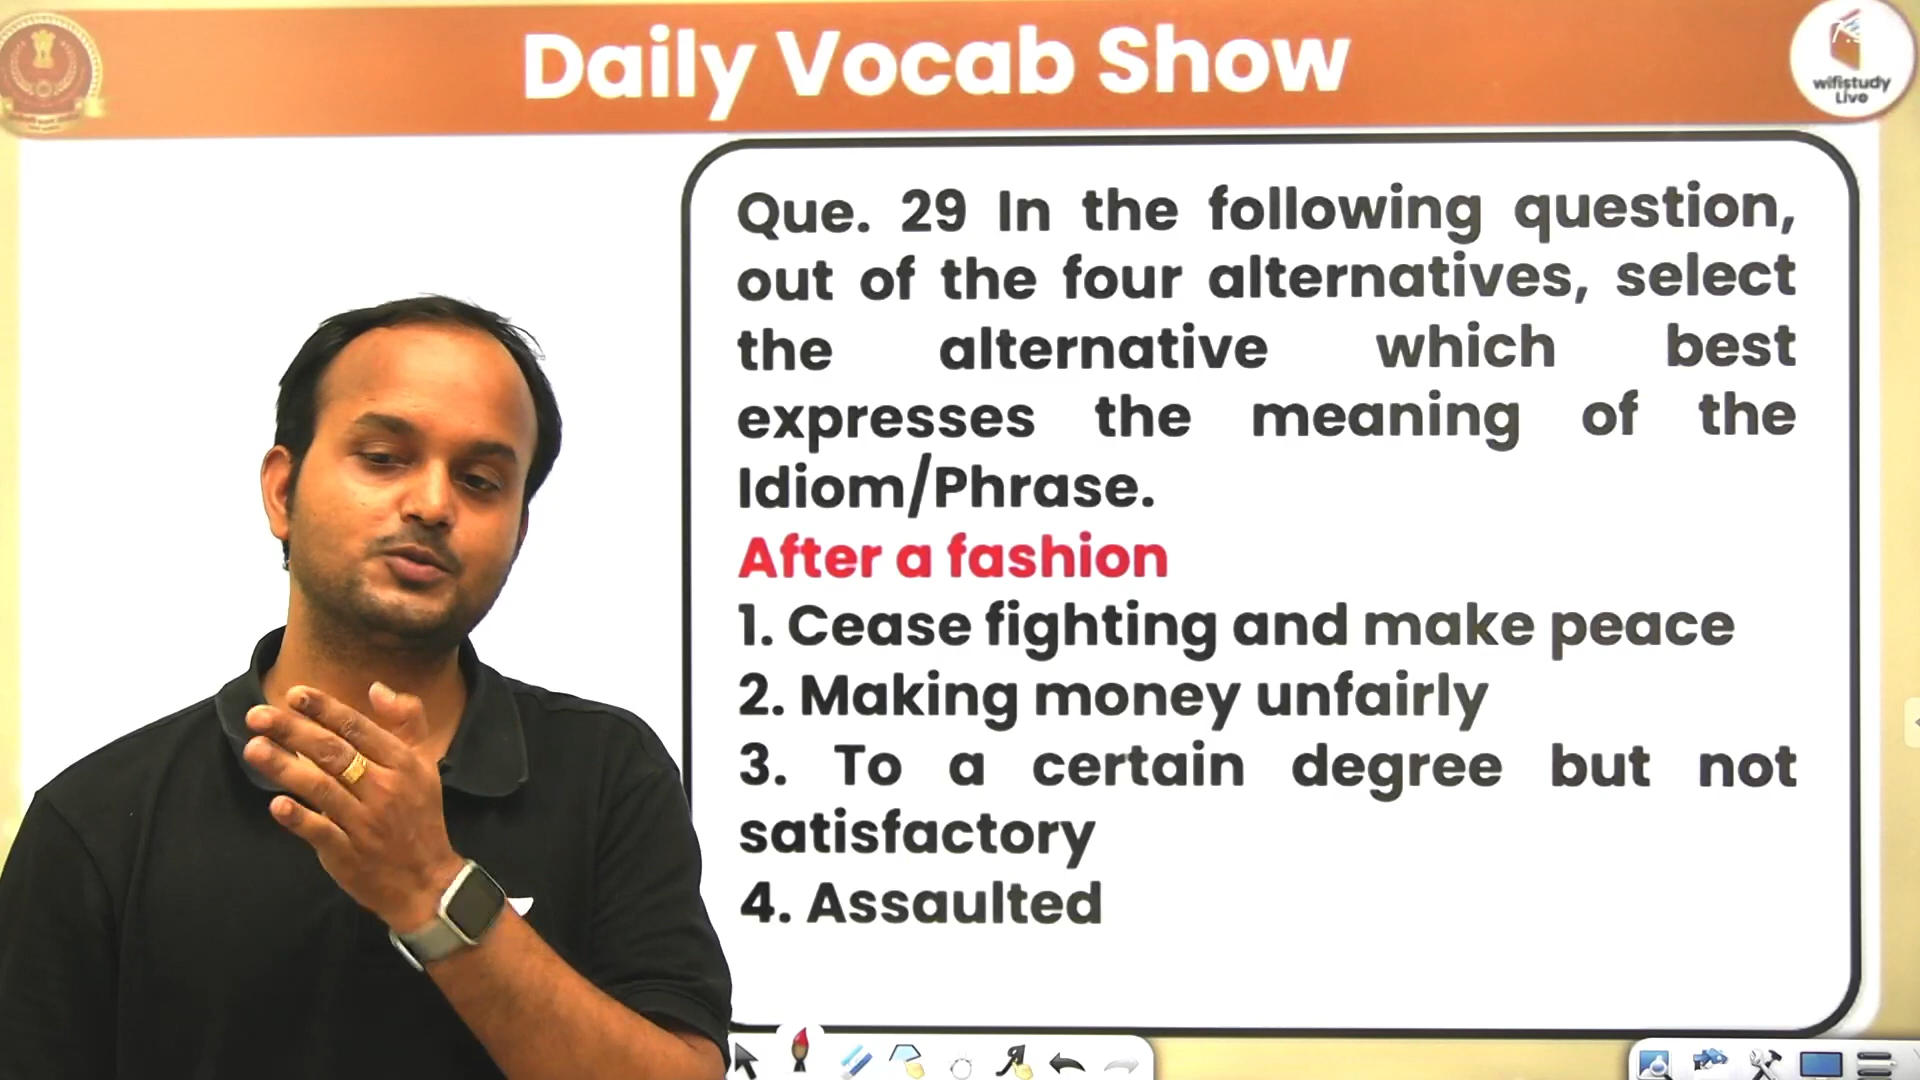 Daily Vocab Show
wifistudy
Live
Que. 29 In the following question,
out of the four alternatives, select
the alternative which best
expresses the meaning of the
Idiom/Phrase.
After a fashion
1. Cease fighting and make peace
2. Making money unfairly
3. To a certain degree but not
satisfactory
4. Assaulted